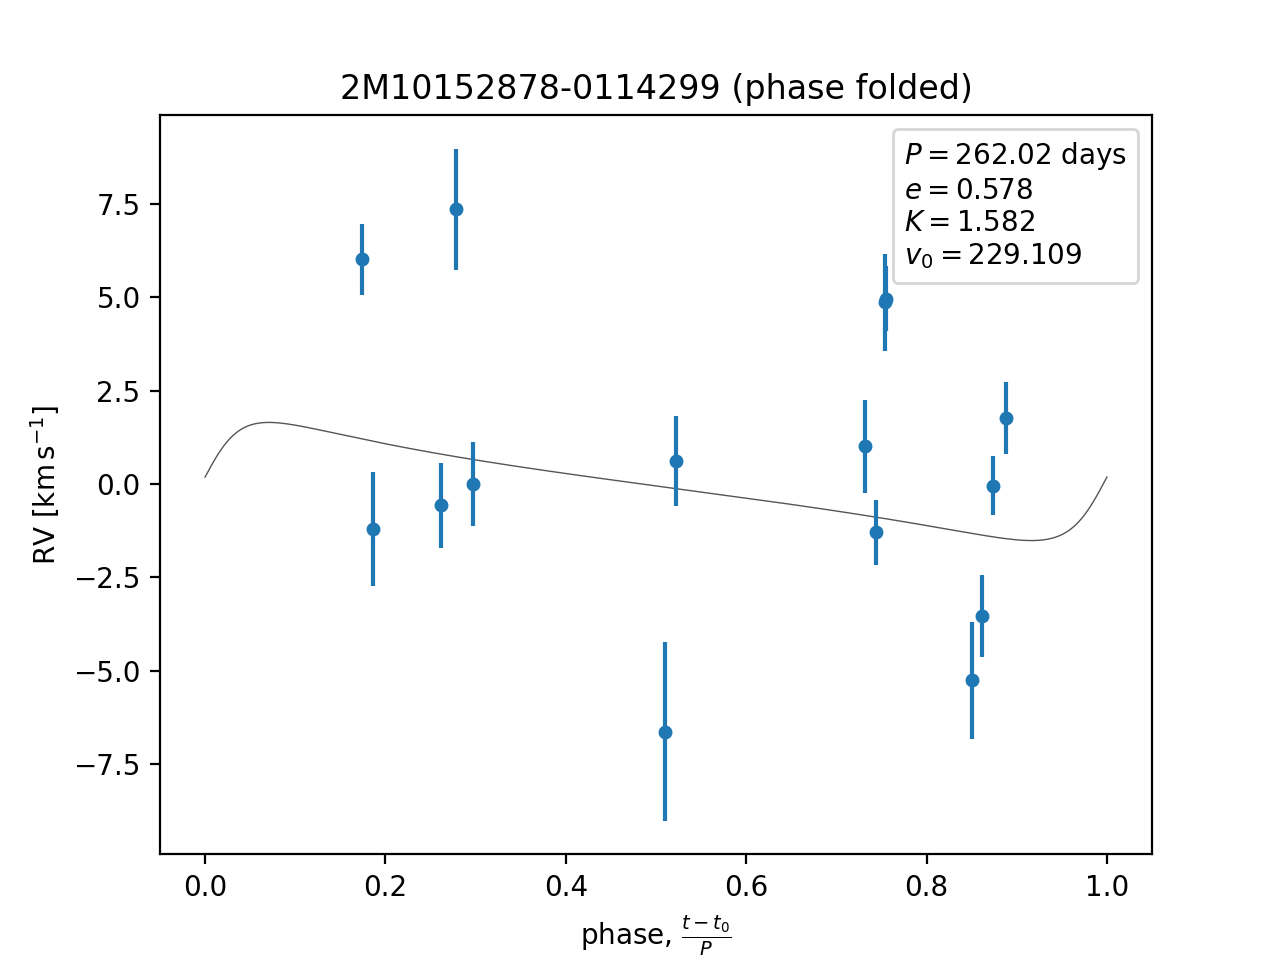 2M10152878-0114299 (phase folded)
P = 262.02 days
e = 0.578
K = 1.582
v₀ = 229.109
7.5
5.0
2.5
0.0
−2.5
−5.0
−7.5
RV [km s⁻¹]
0.0 0.2 0.4 0.6 0.8 1.0
phase, (t − t₀)/P